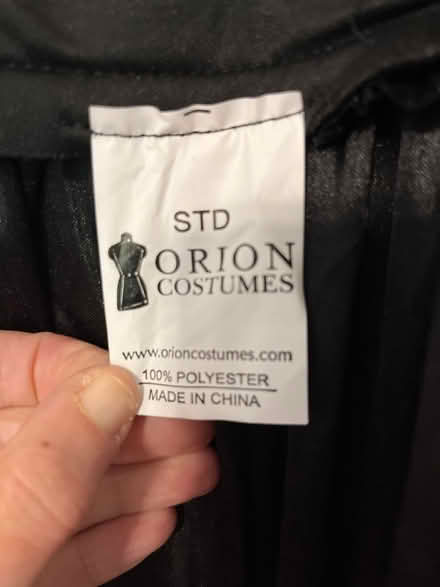 STD
ORION
COSTUMES
www.orioncostumes.com
100% POLYESTER
MADE IN CHINA